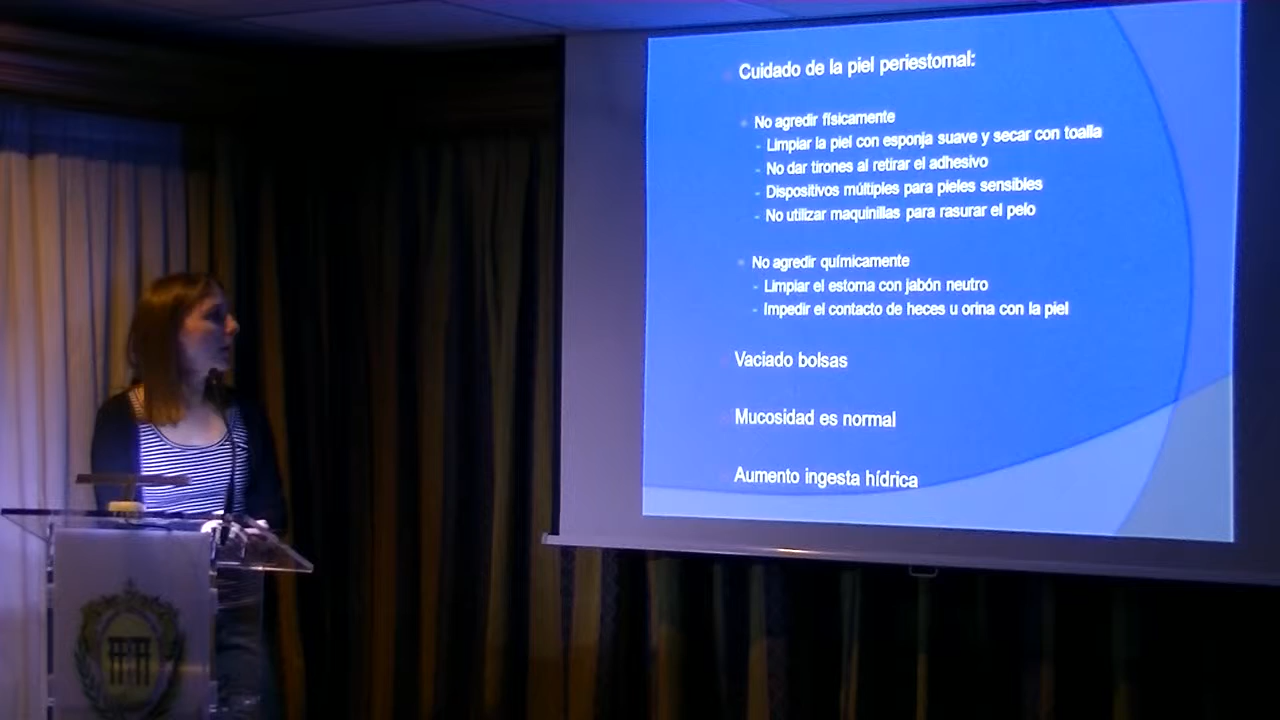 Cuidado de la piel periestomal:
No agredir físicamente
- Limpiar la piel con esponja suave y secar con toalla
- No dar tirones al retirar el adhesivo
- Dispositivos múltiples para pieles sensibles
- No utilizar maquinillas para rasurar el pelo
No agredir químicamente
- Limpiar el estoma con jabón neutro
- Impedir el contacto de heces u orina con la piel
Vaciado bolsas
Mucosidad es normal
Aumento ingesta hídrica